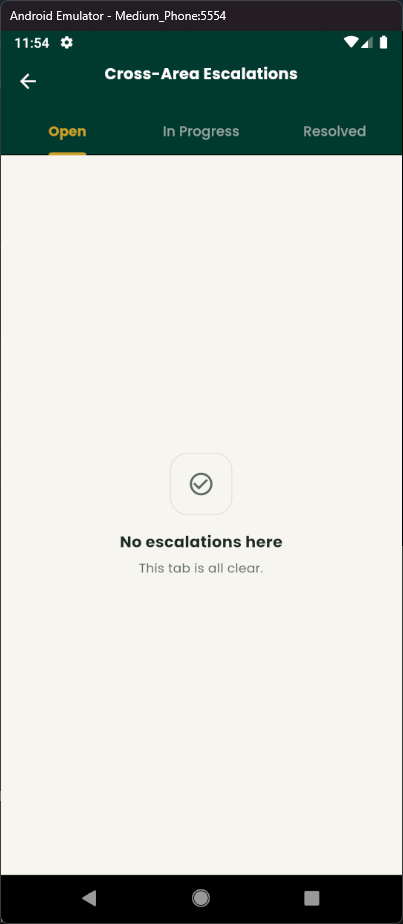 Android Emulator - Medium_Phone:5554
11:54
Cross-Area Escalations
Open In Progress Resolved
No escalations here
This tab is all clear.